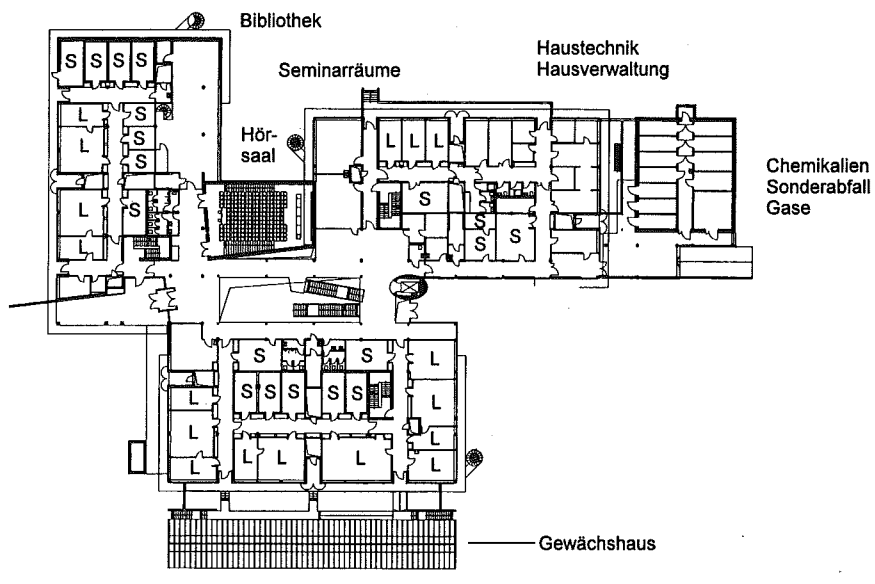 Bibliothek
Seminarräume
Haustechnik
Hausverwaltung
Hör-
saal
Chemikalien
Sonderabfall
Gase
S S S S
L S
L S
S
L S
L
L L L
S
S
S S
S S
L
S S S S S
L L
L L
L L L
L L
Gewächshaus